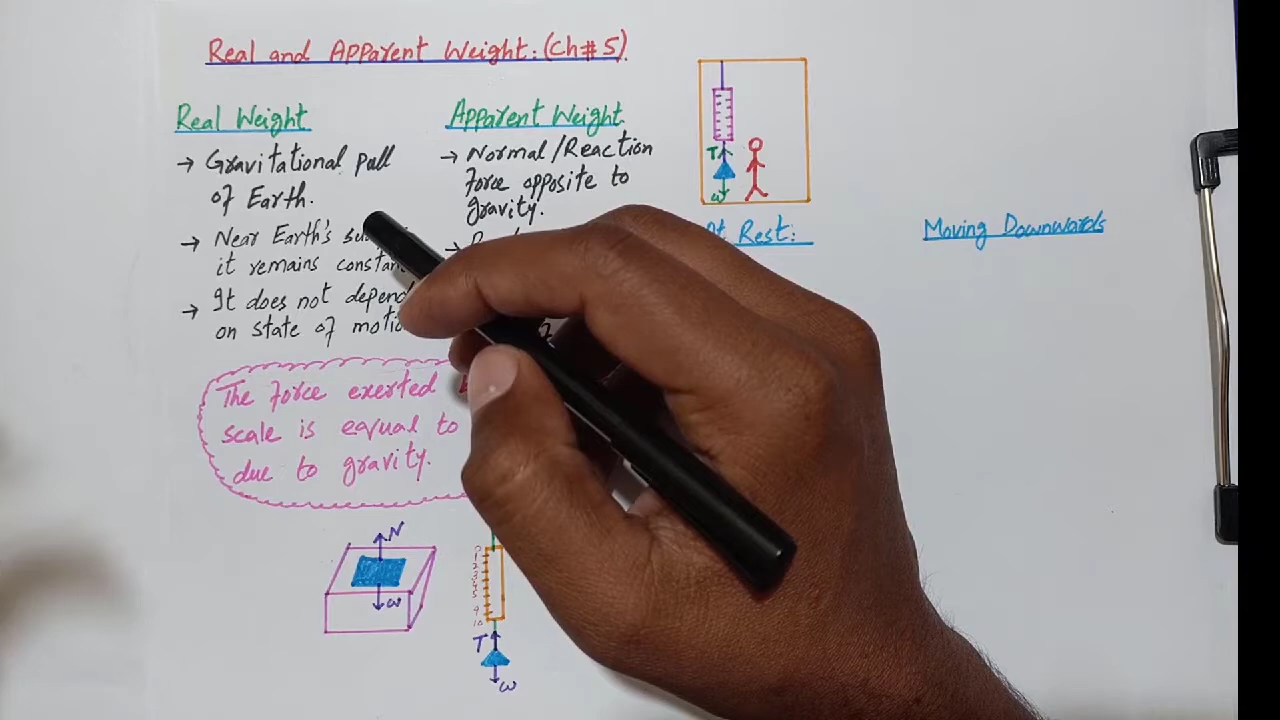 Real and Apparent Weight: (Ch# 5)
Real Weight
→ Gravitational pull
of Earth.
→ Near Earth's
it remains constan
→ It does not depend
on state of motio
The force exerted
scale is equal to
due to gravity.
Apparent Weight
→ Normal/Reaction
force opposite to
gravity.
T
w
At Rest:
Moving Downwards
N
w
T
w